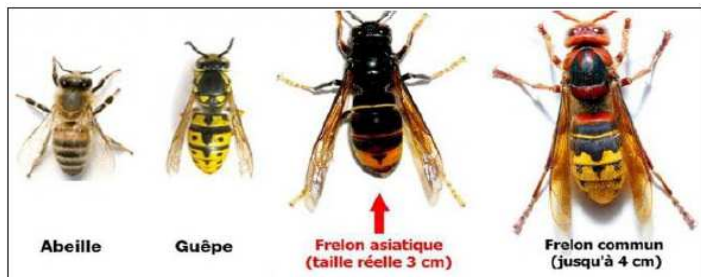 Abeille
Guêpe
Frelon asiatique
(taille réelle 3 cm)
Frelon commun
(jusqu'à 4 cm)